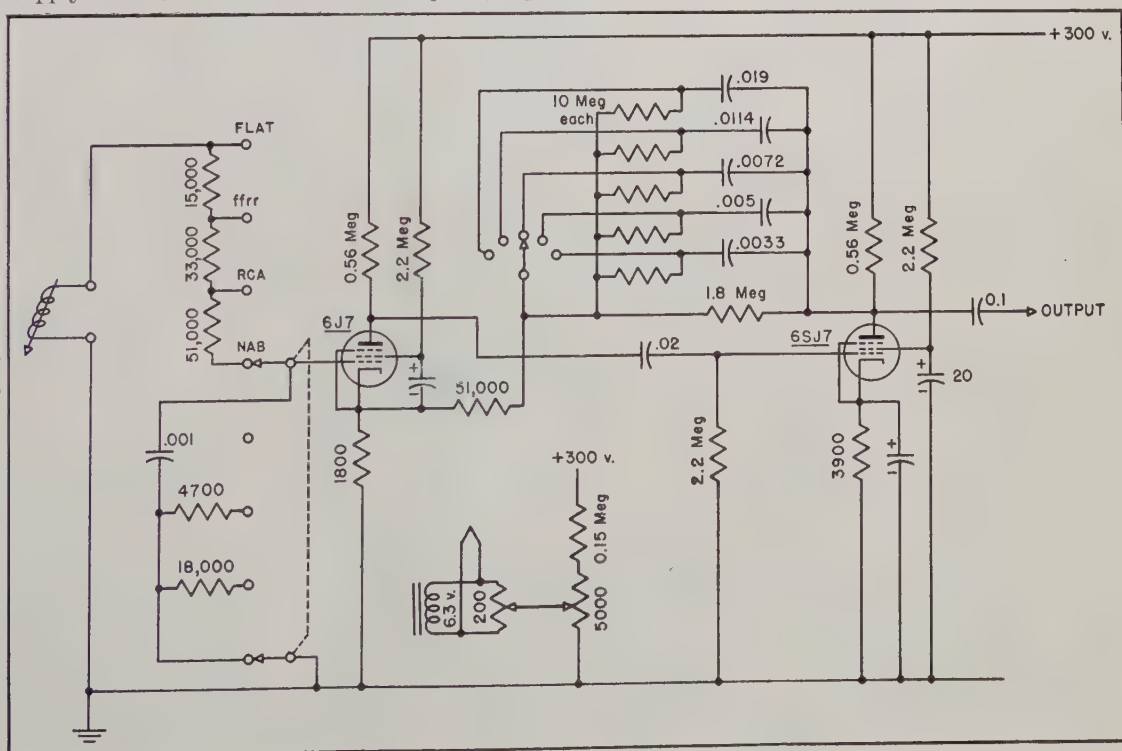 +300 v.
FLAT
15,000
ffrr
33,000
RCA
51,000
NAB
.001
4700
18,000
0.56 Meg
2.2 Meg
6J7
+
-
51,000
1800
10 Meg
each
.019
.0114
.0072
.005
.0033
1.8 Meg
.02
2.2 Meg
+300 v.
0.15 Meg
5000
6.3 v.
200
0.56 Meg
2.2 Meg
0.1
OUTPUT
6SJ7
+
-
20
3900
+
-